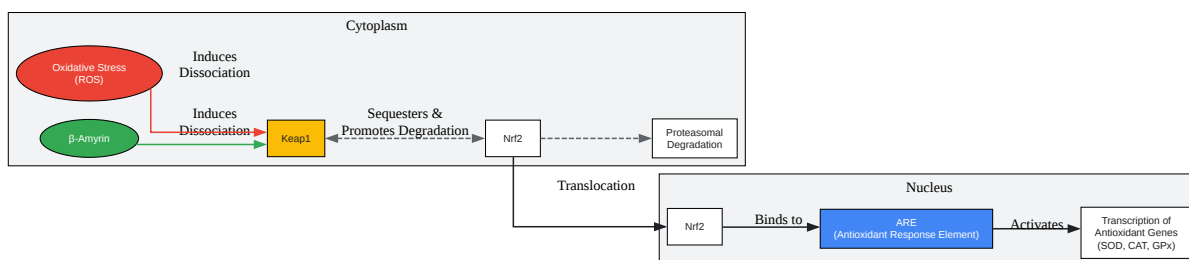 Cytoplasm
Oxidative Stress
(ROS)
Induces
Dissociation
β-Amyrin
Induces
Dissociation
Keap1
Sequesters &
Promotes Degradation
Nrf2
Proteasomal
Degradation
Translocation
Nucleus
Nrf2
Binds to
ARE
(Antioxidant Response Element)
Activates
Transcription of
Antioxidant Genes
(SOD, CAT, GPx)